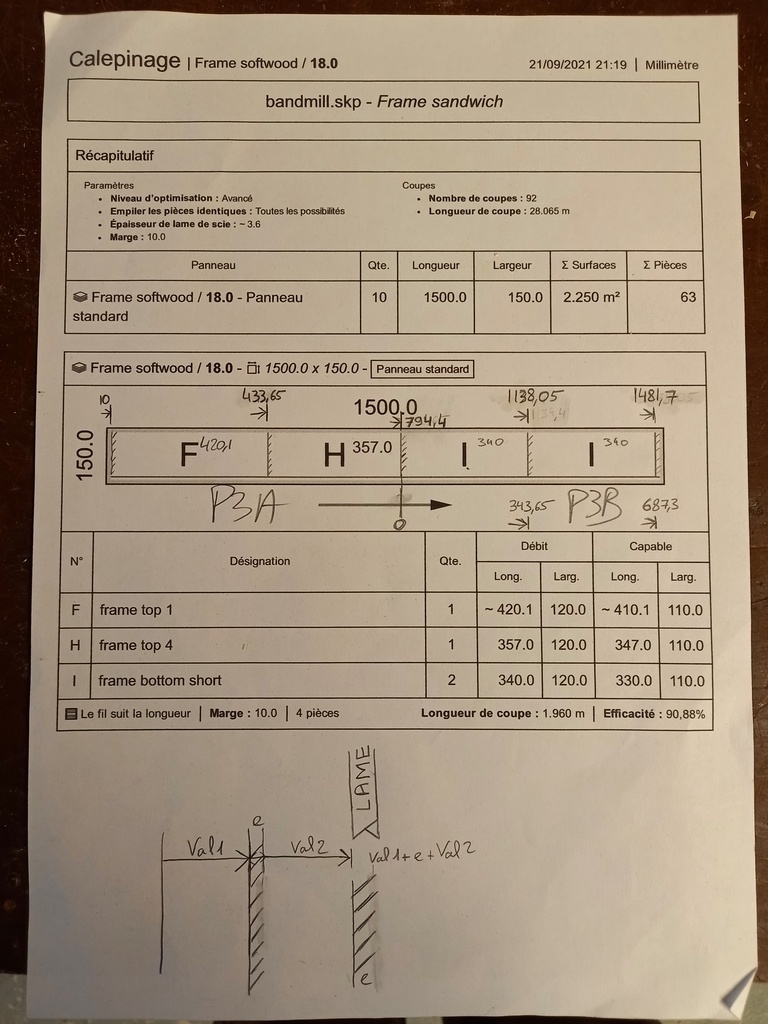 Calepinage | Frame softwood / 18.0 21/09/2021 21:19 | Millimètre
bandmill.skp - Frame sandwich
Récapitulatif
Paramètres Coupes
• Niveau d'optimisation : Avancé • Nombre de coupes : 92
• Empiler les pièces identiques : Toutes les possibilités • Longueur de coupe : 28.065 m
• Épaisseur de lame de scie : ~ 3.6
• Marge : 10.0
Panneau Qte. Longueur Largeur Σ Surfaces Σ Pièces
Frame softwood / 18.0 - Panneau standard 10 1500.0 150.0 2.250 m² 63
Frame softwood / 18.0 - 1500.0 x 150.0 - Panneau standard
10 433,65 1500.0 794,4 1138,05 1481,7
150.0 F 420,1 H 357.0 I 340 I 340
P3A 0 343,65 P3B 687,3
N° Désignation Qte. Débit Capable
Long. Larg. Long. Larg.
F frame top 1 1 ~ 420.1 120.0 ~ 410.1 110.0
H frame top 4 1 357.0 120.0 347.0 110.0
I frame bottom short 2 340.0 120.0 330.0 110.0
Le fil suit la longueur | Marge : 10.0 | 4 pièces Longueur de coupe : 1.960 m | Efficacité : 90,88%
LAME
e
Val1 Val2 Val1+e+Val2
e